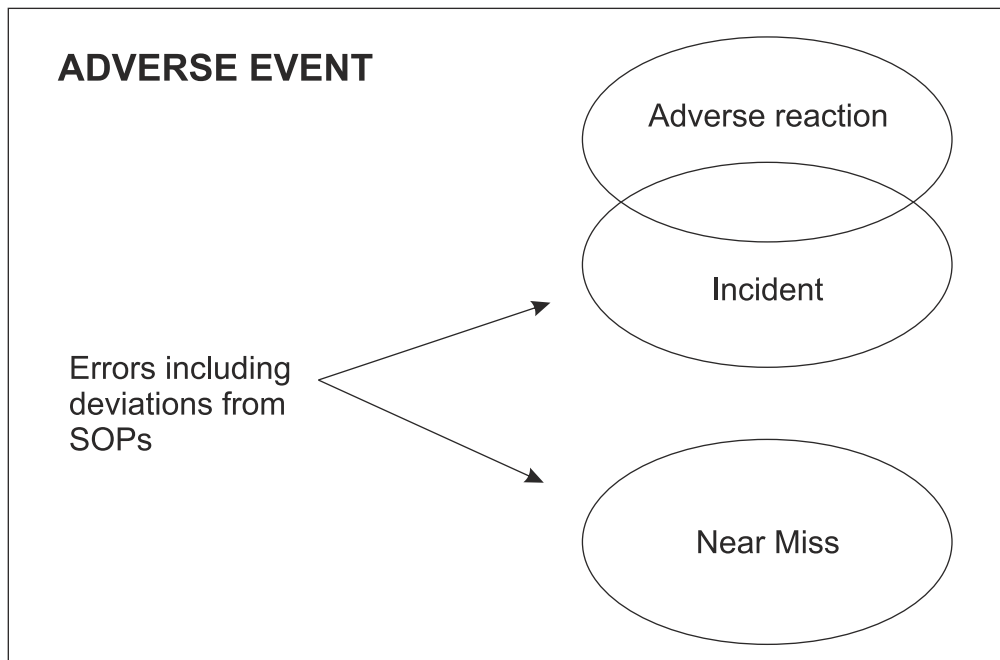 ADVERSE EVENT
Adverse reaction
Incident
Errors including
deviations from
SOPs
Near Miss